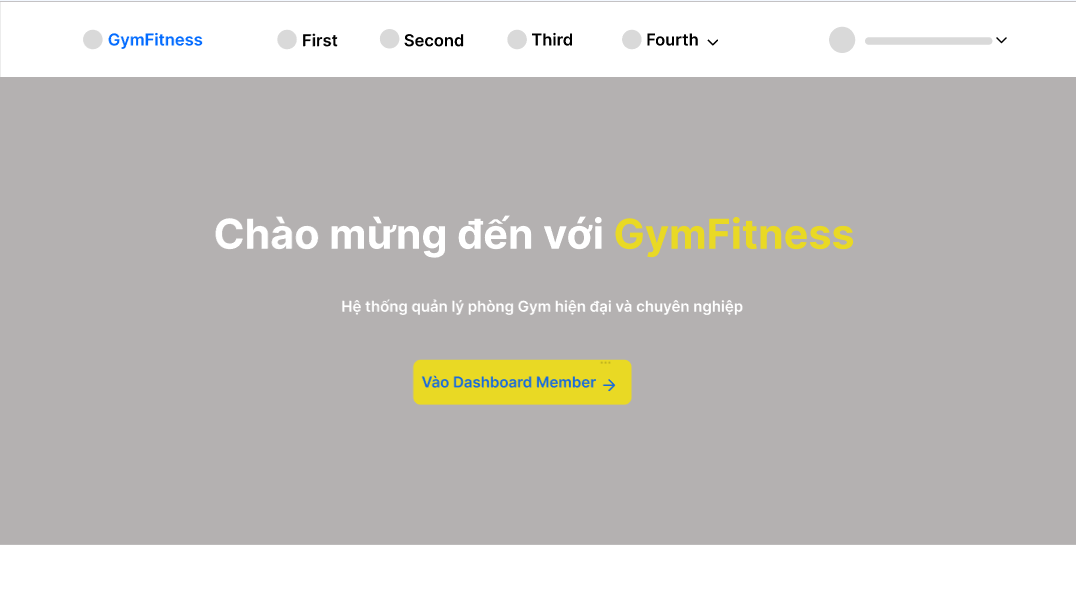 GymFitness First Second Third Fourth
Chào mừng đến với GymFitness
Hệ thống quản lý phòng Gym hiện đại và chuyên nghiệp
Vào Dashboard Member →